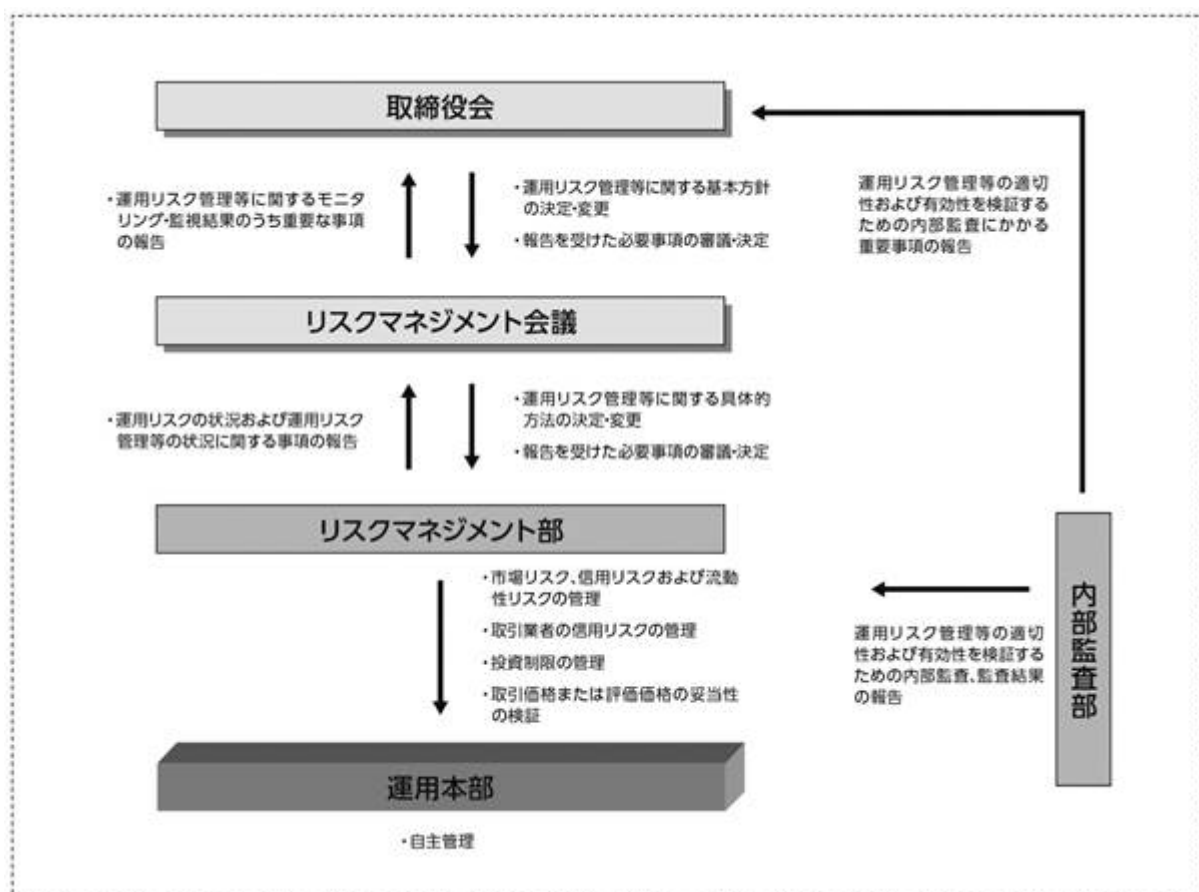 取締役会
・運用リスク管理等に関するモニタ
リング・監視結果のうち重要な事項
の報告
・運用リスク管理等に関する基本方針
の決定・変更
・報告を受けた必要事項の審議・決定
運用リスク管理等の適切
性および有効性を検証する
ための内部監査にかかる
重要事項の報告
リスクマネジメント会議
・運用リスクの状況および運用リスク
管理等の状況に関する事項の報告
・運用リスク管理等に関する具体的
方法の決定・変更
・報告を受けた必要事項の審議・決定
リスクマネジメント部
・市場リスク、信用リスクおよび流動
性リスクの管理
・取引業者の信用リスクの管理
・投資制限の管理
・取引価格または評価価格の妥当性
の検証
運用リスク管理等の適切
性および有効性を検証する
ための内部監査、監査結果
の報告
内部監査部
運用本部
・自主管理